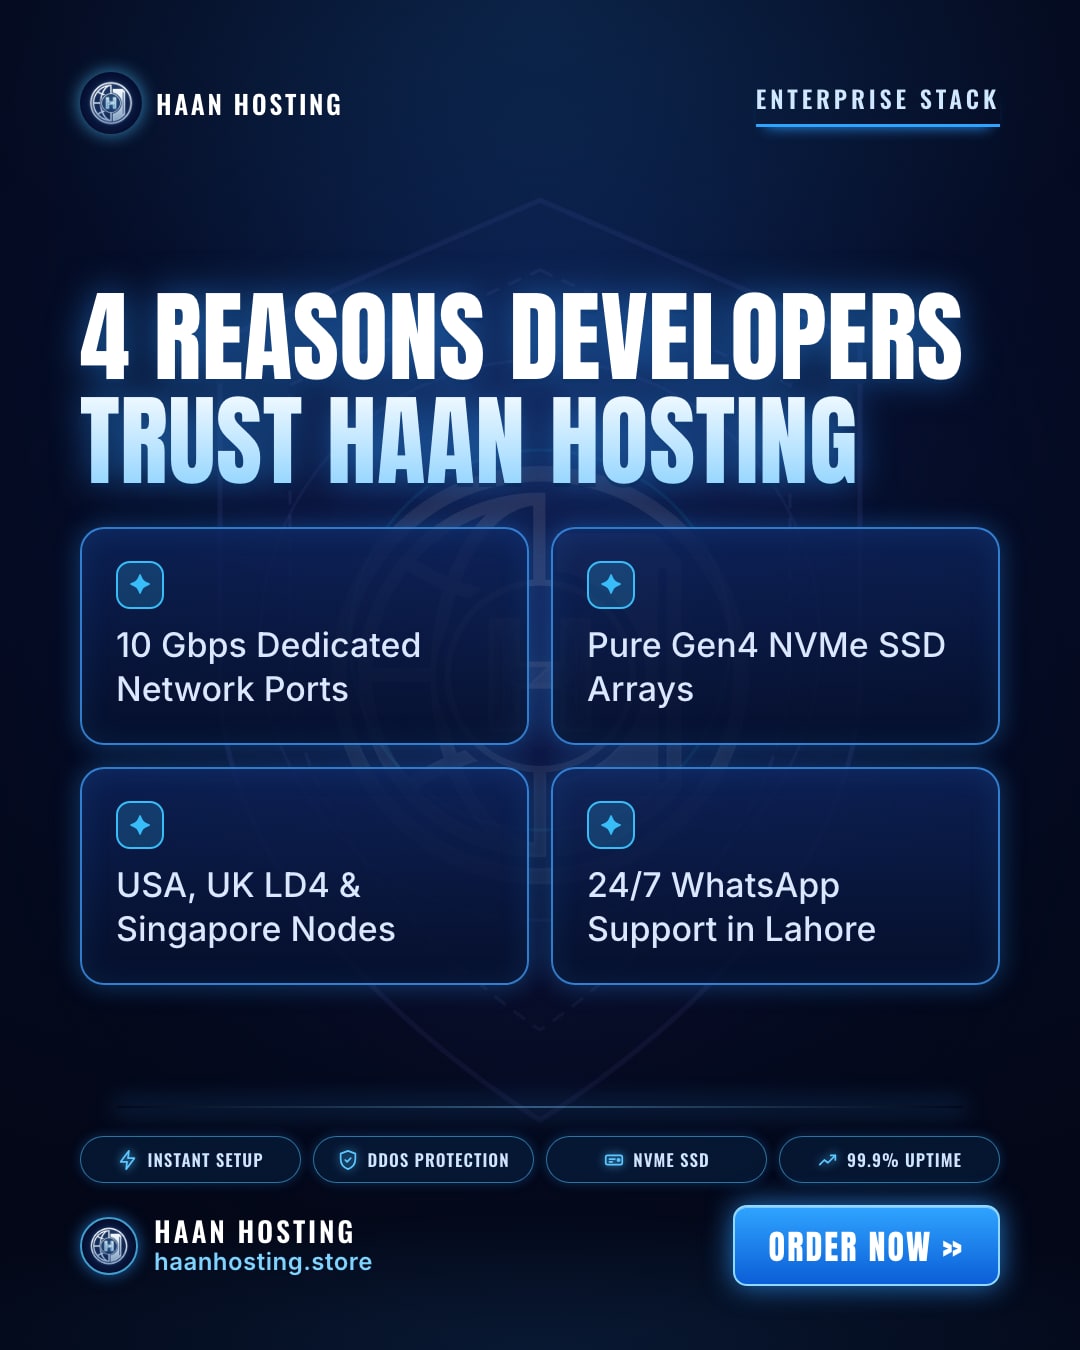 HAAN HOSTING
ENTERPRISE STACK
4 REASONS DEVELOPERS
TRUST HAAN HOSTING
10 Gbps Dedicated
Network Ports
Pure Gen4 NVMe SSD
Arrays
USA, UK LD4 &
Singapore Nodes
24/7 WhatsApp
Support in Lahore
INSTANT SETUP
DDOS PROTECTION
NVME SSD
99.9% UPTIME
HAAN HOSTING
haanhosting.store
ORDER NOW »